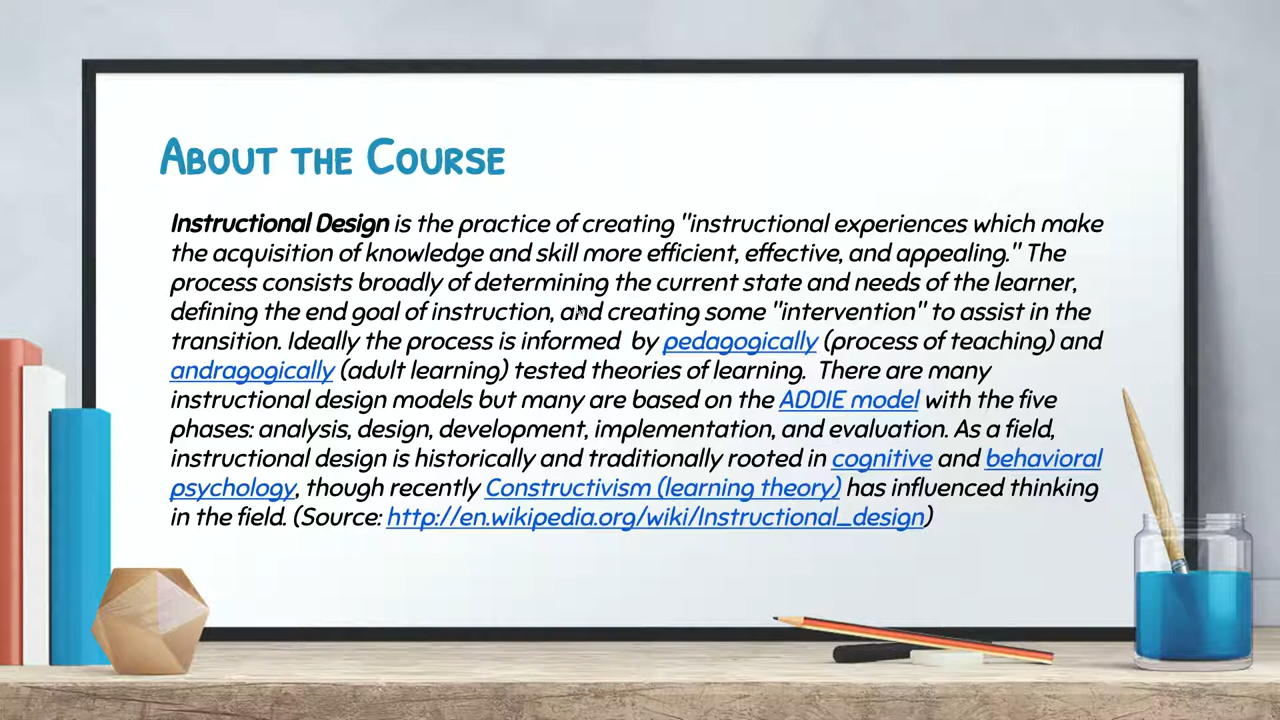 About the Course
Instructional Design is the practice of creating "instructional experiences which make
the acquisition of knowledge and skill more efficient, effective, and appealing." The
process consists broadly of determining the current state and needs of the learner,
defining the end goal of instruction, and creating some "intervention" to assist in the
transition. Ideally the process is informed by pedagogically (process of teaching) and
andragogically (adult learning) tested theories of learning. There are many
instructional design models but many are based on the ADDIE model with the five
phases: analysis, design, development, implementation, and evaluation. As a field,
instructional design is historically and traditionally rooted in cognitive and behavioral
psychology, though recently Constructivism (learning theory) has influenced thinking
in the field. (Source: http://en.wikipedia.org/wiki/Instructional_design)